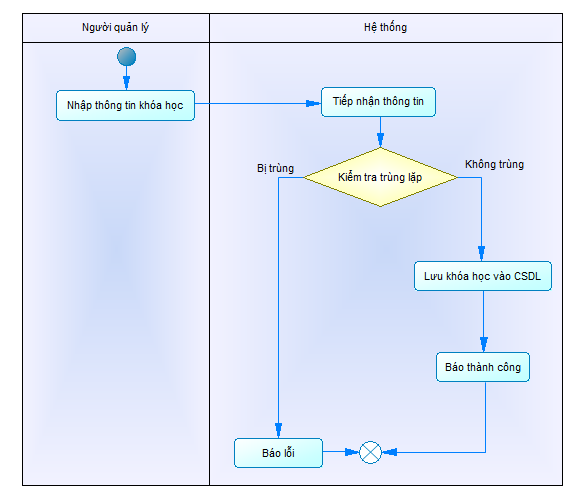 Người quản lý
Hệ thống
Nhập thông tin khóa học
Tiếp nhận thông tin
Bị trùng
Không trùng
Kiểm tra trùng lặp
Lưu khóa học vào CSDL
Báo thành công
Báo lỗi